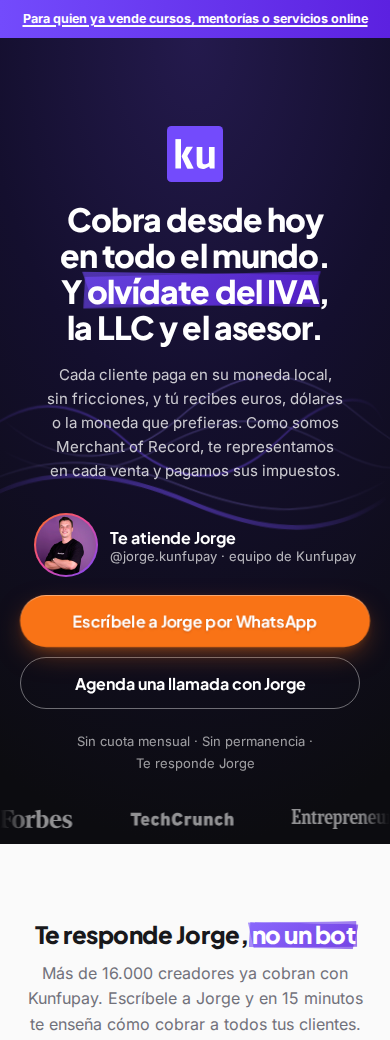 Para quien ya vende cursos, mentorías o servicios online
ku
Cobra desde hoy
en todo el mundo.
Y olvídate del IVA,
la LLC y el asesor.
Cada cliente paga en su moneda local,
sin fricciones, y tú recibes euros, dólares
o la moneda que prefieras. Como somos
Merchant of Record, te representamos
en cada venta y pagamos sus impuestos.
Te atiende Jorge
@jorge.kunfupay · equipo de Kunfupay
Escríbele a Jorge por WhatsApp
Agenda una llamada con Jorge
Sin cuota mensual · Sin permanencia ·
Te responde Jorge
Forbes TechCrunch Entrepreneu
Te responde Jorge, no un bot
Más de 16.000 creadores ya cobran con
Kunfupay. Escríbele a Jorge y en 15 minutos
te enseña cómo cobrar a todos tus clientes.